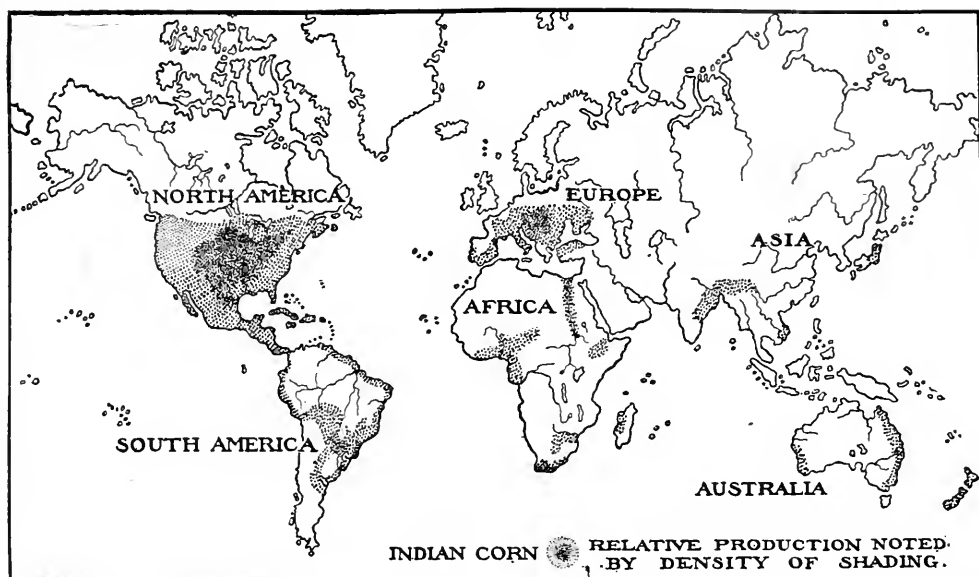 NORTH AMERICA
EUROPE
ASIA
AFRICA
SOUTH AMERICA
AUSTRALIA
INDIAN CORN
RELATIVE PRODUCTION NOTED
BY DENSITY OF SHADING.